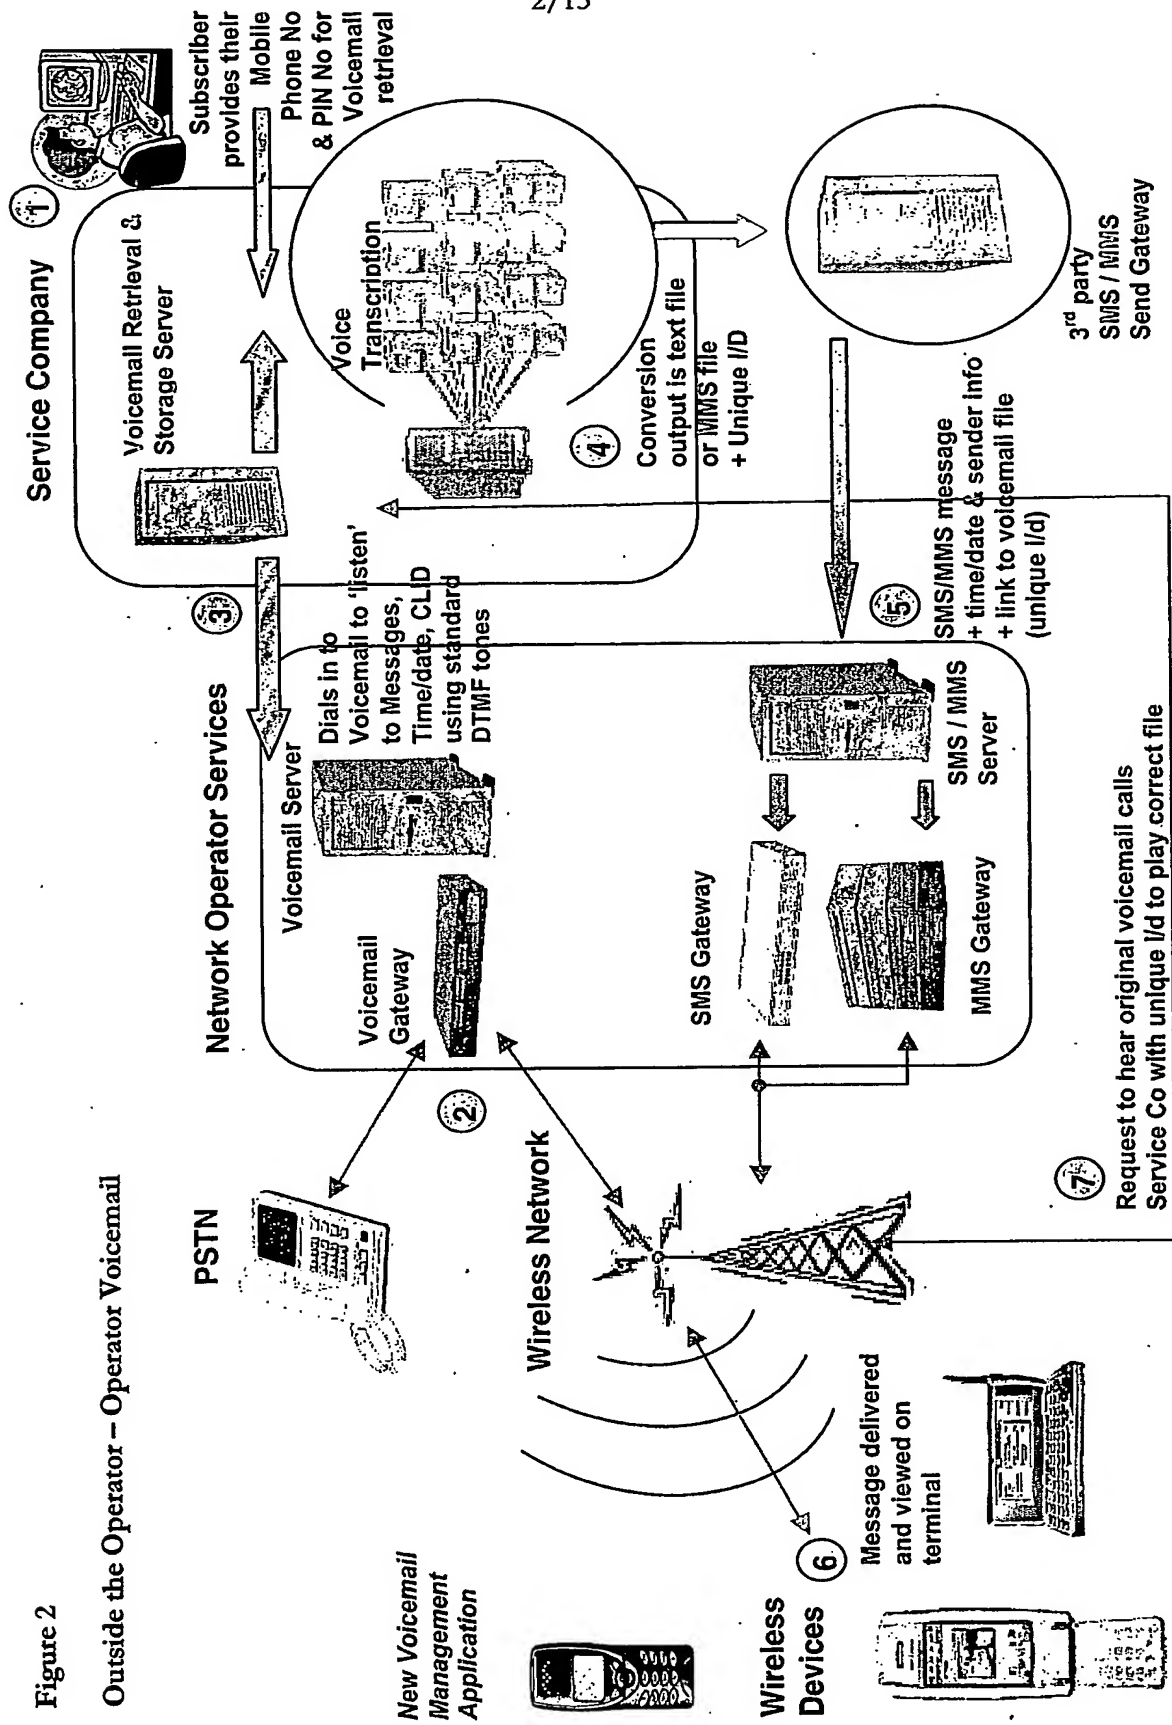 2/13
Figure 2
Outside the Operator – Operator Voicemail
Service Company
1
Subscriber
provides their
Mobile
Phone No
& PIN No for
Voicemail
retrieval
Voicemail Retrieval &
Storage Server
Voice
Transcription
4
Conversion
output is text file
or MMS file
+ Unique I/D
3rd party
SMS / MMS
Send Gateway
3
Dials in to
Voicemail to 'listen'
to Messages,
Time/date, CLID
using standard
DTMF tones
5
SMS/MMS message
+ time/date & sender info
+ link to voicemail file
(unique I/d)
Network Operator Services
Voicemail Server
Voicemail
Gateway
SMS / MMS
Server
SMS Gateway
MMS Gateway
2
PSTN
Wireless Network
7
Request to hear original voicemail calls
Service Co with unique I/d to play correct file
New Voicemail
Management
Application
Wireless
Devices
6
Message delivered
and viewed on
terminal